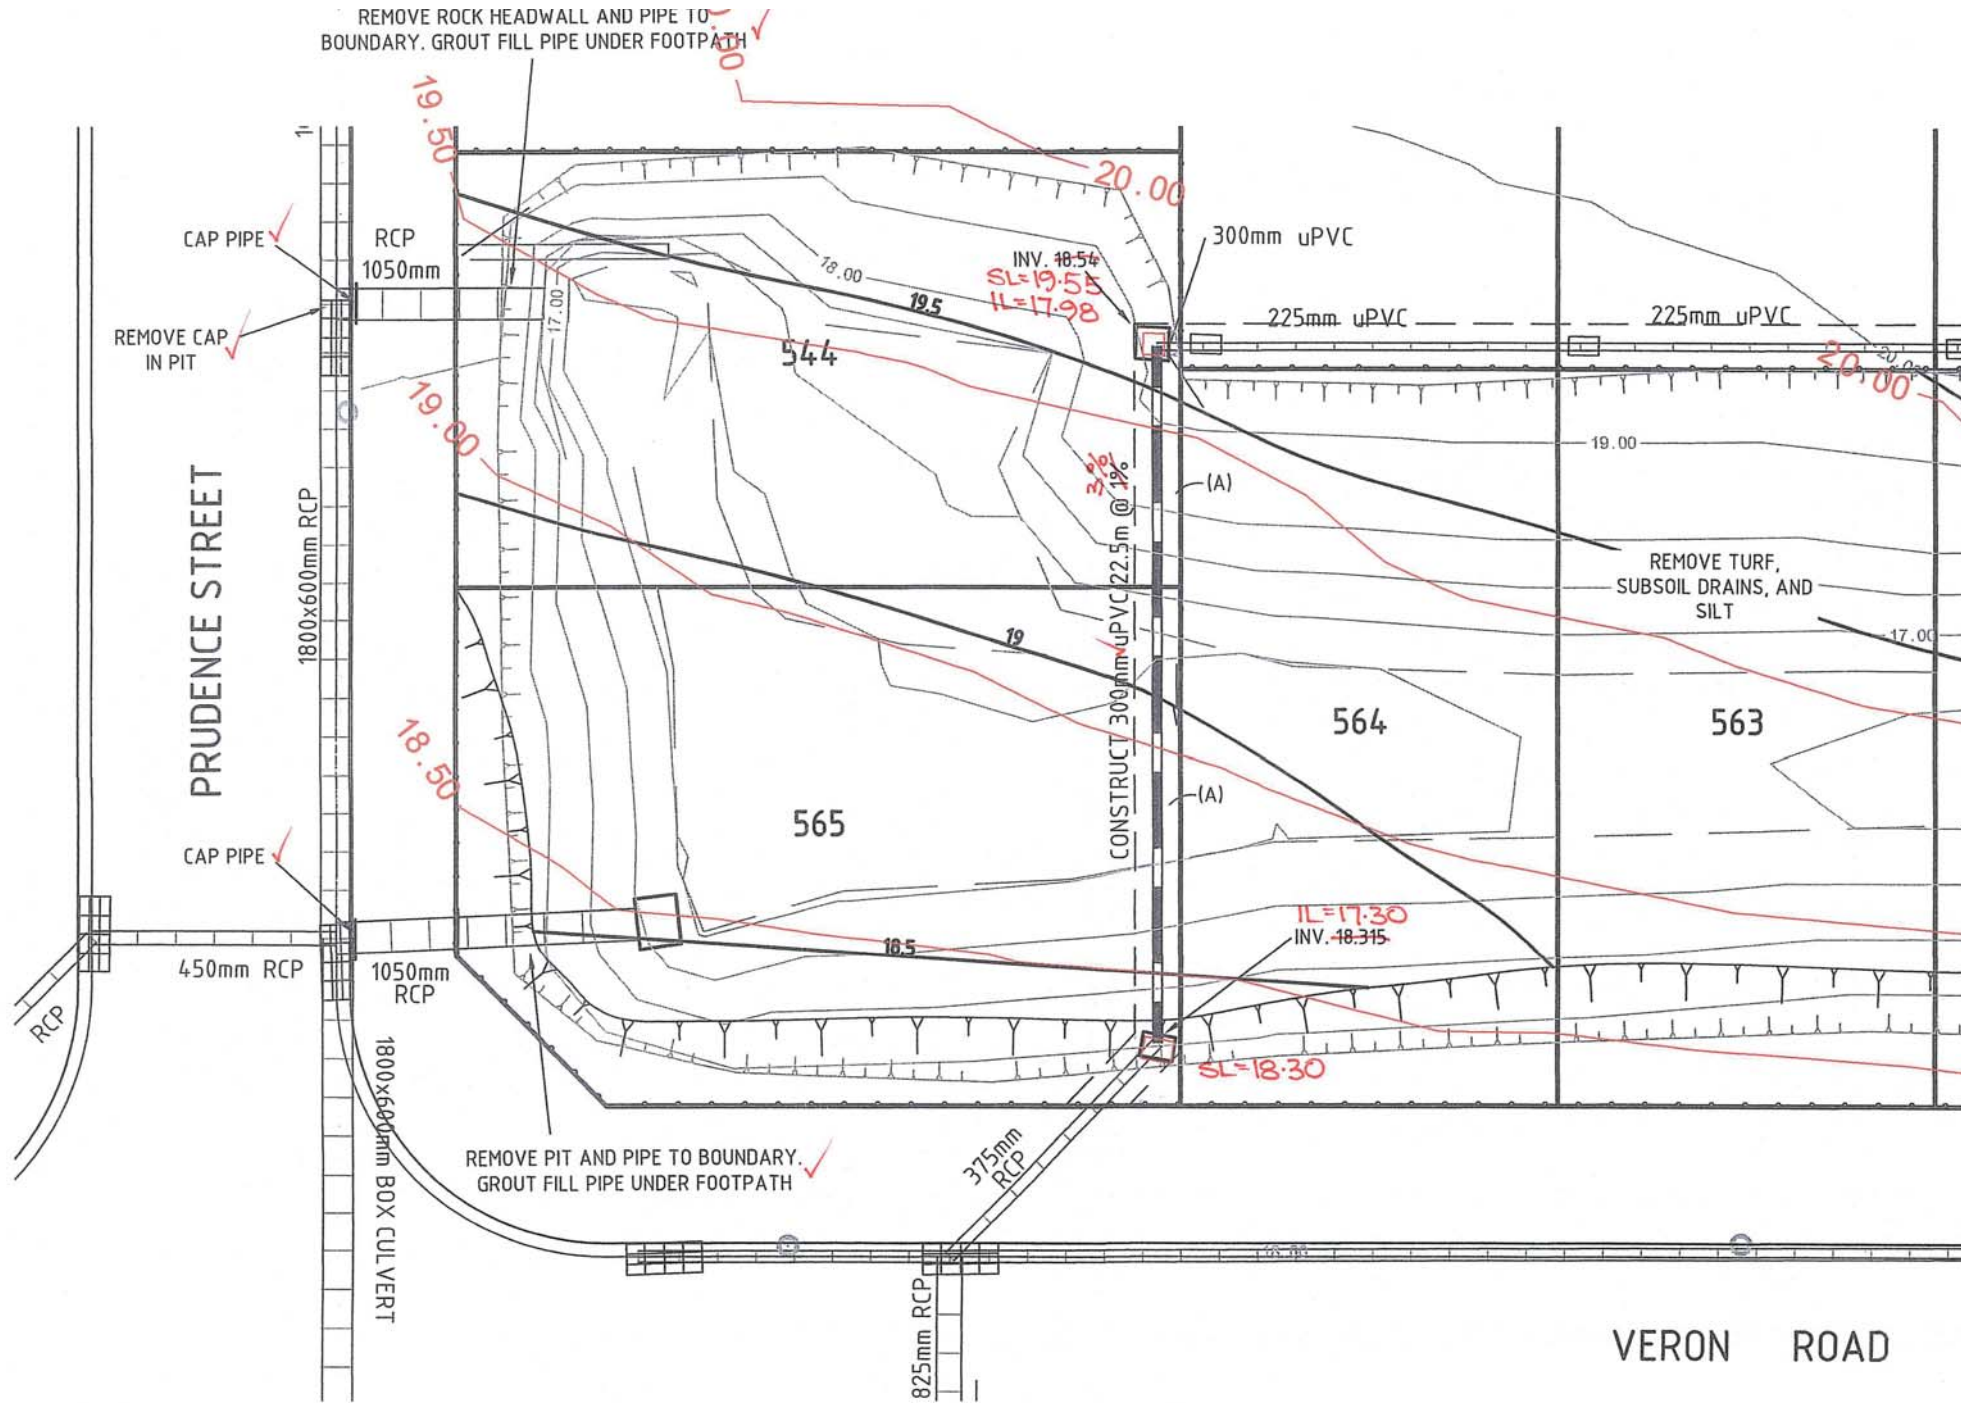 REMOVE ROCK HEADWALL AND PIPE TO
BOUNDARY. GROUT FILL PIPE UNDER FOOTPATH
19.50
20.00
CAP PIPE
RCP
1050mm
REMOVE CAP
IN PIT
17.00
18.00
19.5
INV. 18.54
SL=19.55
IL=17.98
300mm uPVC
225mm uPVC
225mm uPVC
20.00
544
19.00
19.00
3%
(A)
PRUDENCE STREET
1800x600mm RCP
CONSTRUCT 300mm uPVC 22.5m @ 1%
REMOVE TURF,
SUBSOIL DRAINS, AND
SILT
17.00
19
564
563
18.50
(A)
565
CAP PIPE
IL=17.30
INV. 18.315
18.5
450mm RCP
1050mm
RCP
RCP
SL=18.30
1800x600mm BOX CULVERT
REMOVE PIT AND PIPE TO BOUNDARY.
GROUT FILL PIPE UNDER FOOTPATH
375mm
RCP
825mm RCP
VERON ROAD